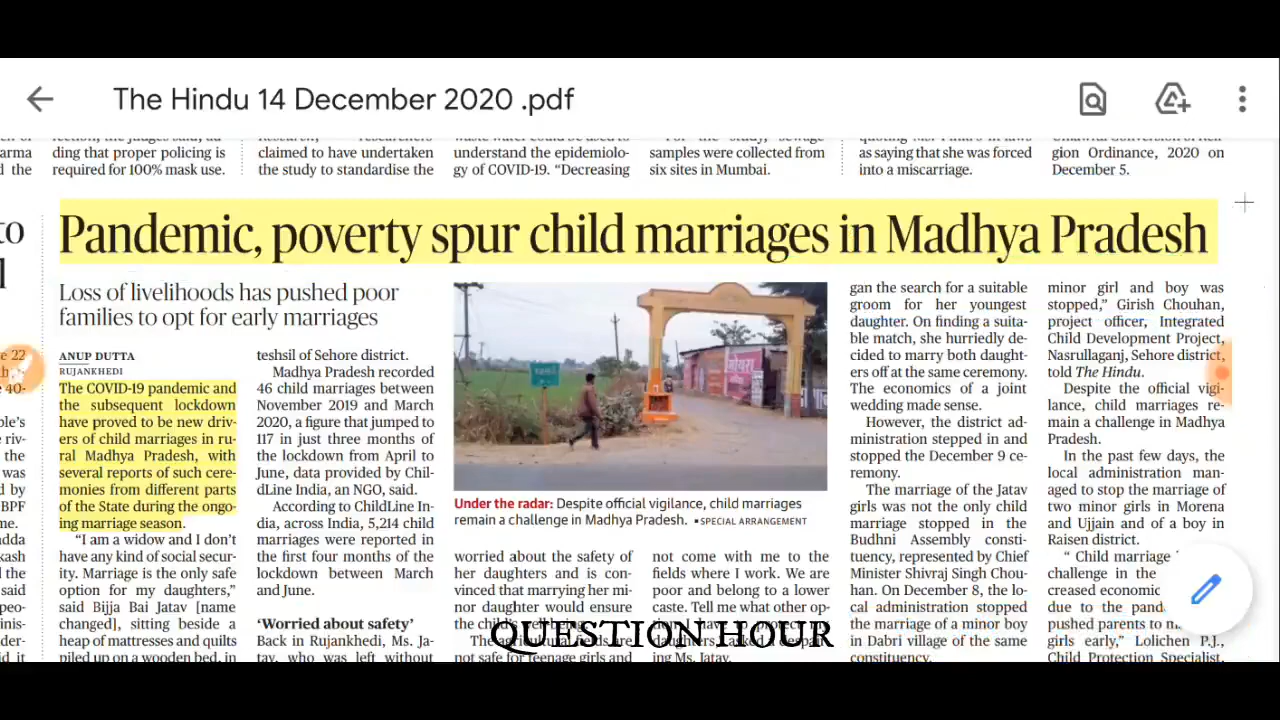 The Hindu 14 December 2020 .pdf
arma
d the
ding that proper policing is
required for 100% mask use.
claimed to have undertaken
the study to standardise the
understand the epidemiolo-
gy of COVID-19. “Decreasing
samples were collected from
six sites in Mumbai.
as saying that she was forced
into a miscarriage.
gion Ordinance, 2020 on
December 5.
to
Pandemic, poverty spur child marriages in Madhya Pradesh
Loss of livelihoods has pushed poor
families to opt for early marriages
ANUP DUTTA
RUJANKHEDI
The COVID-19 pandemic and
the subsequent lockdown
have proved to be new driv-
ers of child marriages in ru-
ral Madhya Pradesh, with
several reports of such cere-
monies from different parts
of the State during the ongo-
ing marriage season.
“I am a widow and I don’t
have any kind of social secur-
ity. Marriage is the only safe
option for my daughters,”
said Bijja Bai Jatav [name
changed], sitting beside a
heap of mattresses and quilts
piled up on a wooden bed, in
teshsil of Sehore district.
Madhya Pradesh recorded
46 child marriages between
November 2019 and March
2020, a figure that jumped to
117 in just three months of
the lockdown from April to
June, data provided by Chil-
dLine India, an NGO, said.
According to ChildLine In-
dia, across India, 5,214 child
marriages were reported in
the first four months of the
lockdown between March
and June.
‘Worried about safety’
Back in Rujankhedi, Ms. Ja-
tav, who was left without
Under the radar: Despite official vigilance, child marriages
remain a challenge in Madhya Pradesh. ▪SPECIAL ARRANGEMENT
worried about the safety of
her daughters and is con-
vinced that marrying her mi-
nor daughter would ensure
the child's
not safe for teenage girls and
not come with me to the
fields where I work. We are
poor and belong to a lower
caste. Tell me what other op-
ing Ms. Jatav.
gan the search for a suitable
groom for her youngest
daughter. On finding a suita-
ble match, she hurriedly de-
cided to marry both daught-
ers off at the same ceremony.
The economics of a joint
wedding made sense.
However, the district ad-
ministration stepped in and
stopped the December 9 ce-
remony.
The marriage of the Jatav
girls was not the only child
marriage stopped in the
Budhni Assembly consti-
tuency, represented by Chief
Minister Shivraj Singh Chou-
han. On December 8, the lo-
cal administration stopped
the marriage of a minor boy
in Dabri village of the same
constituency.
minor girl and boy was
stopped,” Girish Chouhan,
project officer, Integrated
Child Development Project,
Nasrullaganj, Sehore district,
told The Hindu.
Despite the official vigi-
lance, child marriages re-
main a challenge in Madhya
Pradesh.
In the past few days, the
local administration man-
aged to stop the marriage of
two minor girls in Morena
and Ujjain and of a boy in
Raisen district.
“ Child marriage
challenge in the
creased economic
due to the pand
pushed parents to m
girls early,” Lolichen P.J.,
Child Protection Specialist,
QUESTION HOUR